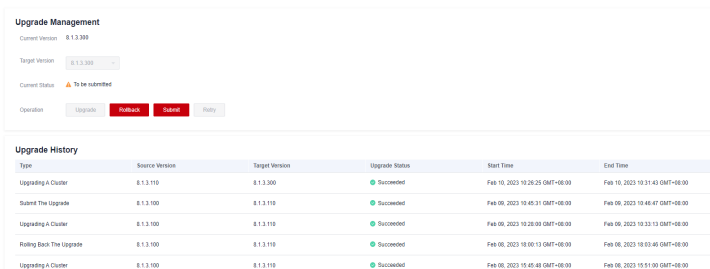 Upgrade Management
Current Version 8.1.3.300
Target Version 8.1.3.300
Current Status To be submitted
Operation Upgrade Rollback Submit Retry
Upgrade History
Type Source Version Target Version Upgrade Status Start Time End Time
Upgrading A Cluster 8.1.3.110 8.1.3.300 Succeeded Feb 10, 2023 10:26:25 GMT+08:00 Feb 10, 2023 10:31:43 GMT+08:00
Submit The Upgrade 8.1.3.100 8.1.3.110 Succeeded Feb 09, 2023 10:45:31 GMT+08:00 Feb 09, 2023 10:46:47 GMT+08:00
Upgrading A Cluster 8.1.3.100 8.1.3.110 Succeeded Feb 09, 2023 10:28:00 GMT+08:00 Feb 09, 2023 10:33:13 GMT+08:00
Rolling Back The Upgrade 8.1.3.100 8.1.3.110 Succeeded Feb 08, 2023 18:00:13 GMT+08:00 Feb 08, 2023 18:03:46 GMT+08:00
Upgrading A Cluster 8.1.3.100 8.1.3.110 Succeeded Feb 08, 2023 15:45:48 GMT+08:00 Feb 08, 2023 15:51:00 GMT+08:00